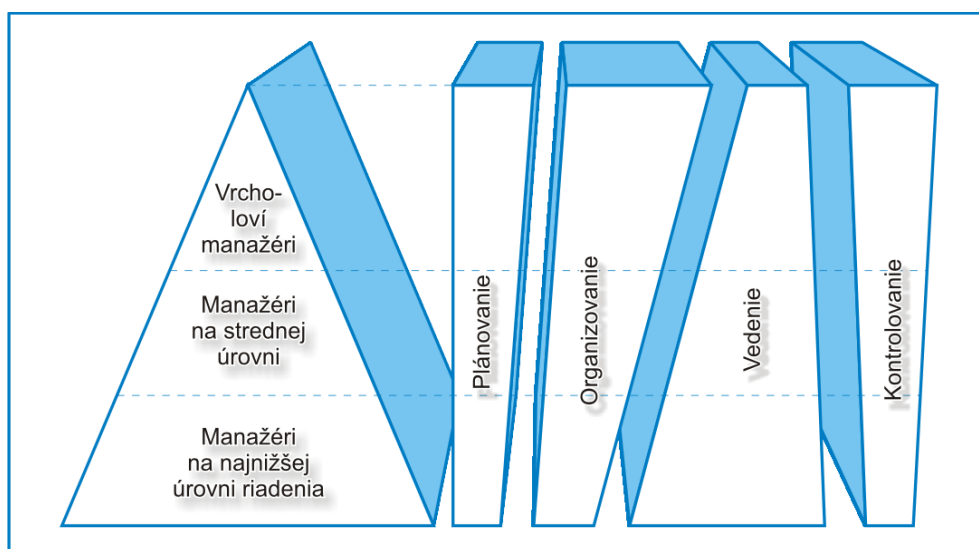 Vrcho-
loví
manažéri
Manažéri
na strednej
úrovni
Manažéri
na najnižšej
úrovni riadenia
Plánovanie
Organizovanie
Vedenie
Kontrolovanie